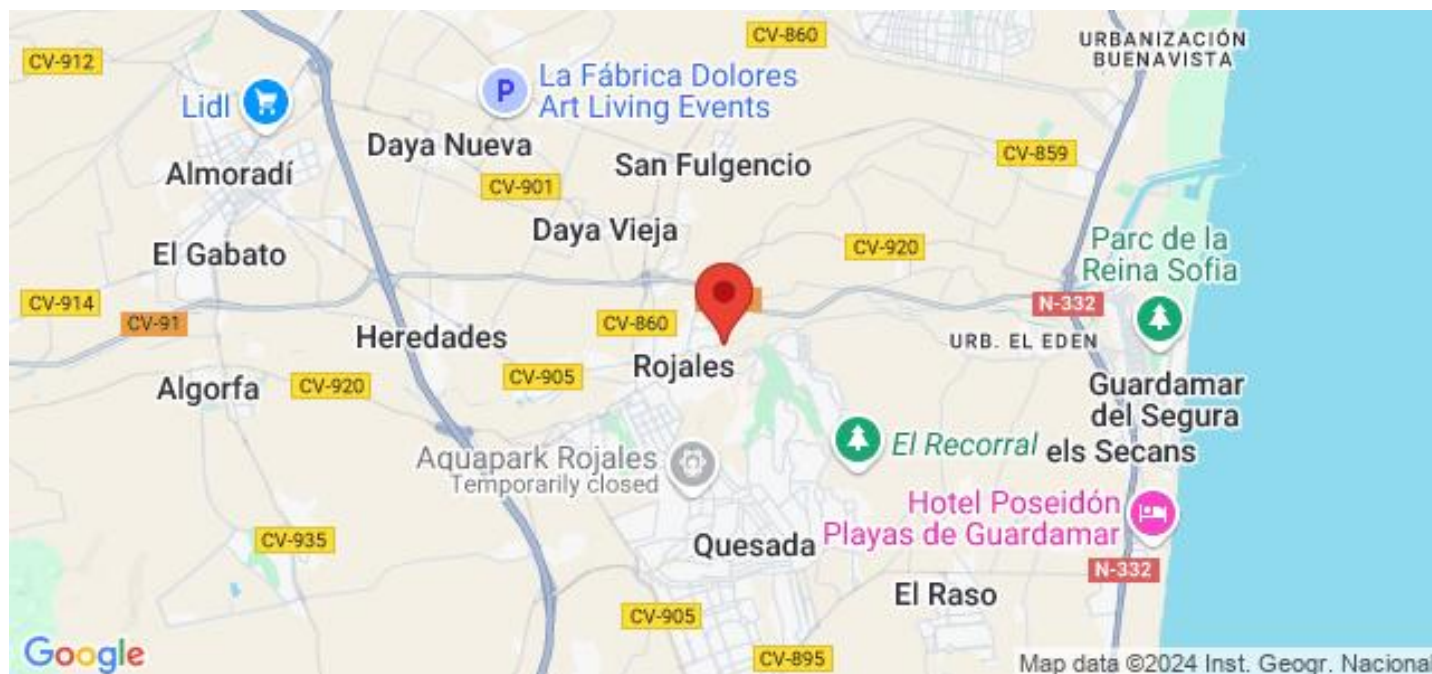 CV-860
URBANIZACIÓN
BUENAVISTA
CV-912
La Fábrica Dolores
Art Living Events
P
Lidl
Daya Nueva
CV-859
San Fulgencio
Almoradí
CV-901
Daya Vieja
Parc de la
Reina Sofia
CV-920
El Gabato
CV-914
N-332
CV-91
CV-860
Heredades
URB. EL EDEN
Rojales
CV-905
CV-920
Algorfa
Guardamar
del Segura
El Recorral
els Secans
Aquapark Rojales
Temporarily closed
Hotel Poseidón
Playas de Guardamar
CV-935
Quesada
N-332
El Raso
CV-905
Google
CV-895
Map data ©2024 Inst. Geogr. Nacional